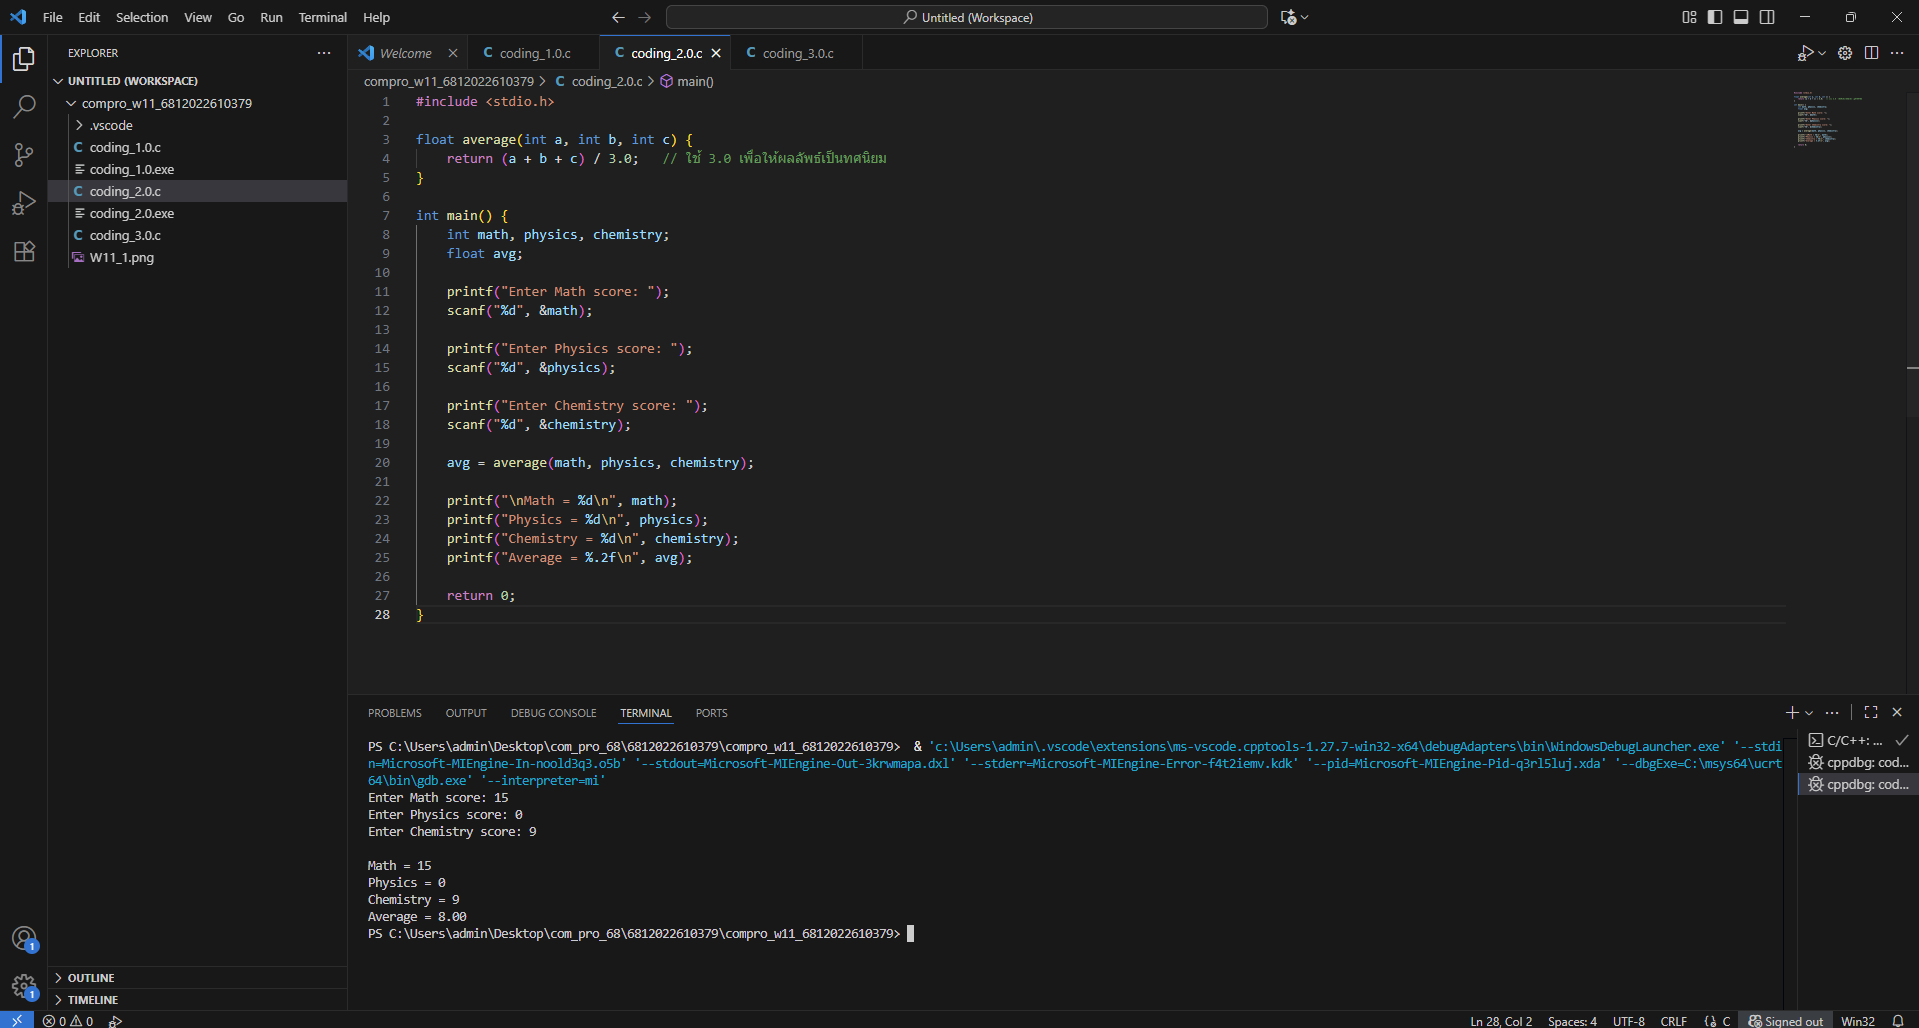 File Edit Selection View Go Run Terminal Help
Untitled (Workspace)
EXPLORER
UNTITLED (WORKSPACE)
compro_w11_6812022610379
.vscode
coding_1.0.c
coding_1.0.exe
coding_2.0.c
coding_2.0.exe
coding_3.0.c
W11_1.png
OUTLINE
TIMELINE
Welcome coding_1.0.c coding_2.0.c coding_3.0.c
compro_w11_6812022610379 > C coding_2.0.c > main()
1 #include <stdio.h>
2
3 float average(int a, int b, int c) {
4 return (a + b + c) / 3.0; // ใช้ 3.0 เพื่อให้ผลลัพธ์เป็นทศนิยม
5 }
6
7 int main() {
8 int math, physics, chemistry;
9 float avg;
10
11 printf("Enter Math score: ");
12 scanf("%d", &math);
13
14 printf("Enter Physics score: ");
15 scanf("%d", &physics);
16
17 printf("Enter Chemistry score: ");
18 scanf("%d", &chemistry);
19
20 avg = average(math, physics, chemistry);
21
22 printf("\nMath = %d\n", math);
23 printf("Physics = %d\n", physics);
24 printf("Chemistry = %d\n", chemistry);
25 printf("Average = %.2f\n", avg);
26
27 return 0;
28 }
PROBLEMS OUTPUT DEBUG CONSOLE TERMINAL PORTS
PS C:\Users\admin\Desktop\com_pro_68\6812022610379\compro_w11_6812022610379> & 'c:\Users\admin\.vscode\extensions\ms-vscode.cpptools-1.27.7-win32-x64\debugAdapters\bin\WindowsDebugLauncher.exe' '--stdi
n=Microsoft-MIEngine-In-noold3q3.o5b' '--stdout=Microsoft-MIEngine-Out-3krwmapa.dxl' '--stderr=Microsoft-MIEngine-Error-f4t2iemv.kdk' '--pid=Microsoft-MIEngine-Pid-q3rl5luj.xda' '--dbgExe=C:\msys64\ucrt
64\bin\gdb.exe' '--interpreter=mi'
Enter Math score: 15
Enter Physics score: 0
Enter Chemistry score: 9
Math = 15
Physics = 0
Chemistry = 9
Average = 8.00
PS C:\Users\admin\Desktop\com_pro_68\6812022610379\compro_w11_6812022610379>
C/C++: ...
cppdbg: cod...
cppdbg: cod...
1
1
0 0
Ln 28, Col 2 Spaces: 4 UTF-8 CRLF {} C Signed out Win32